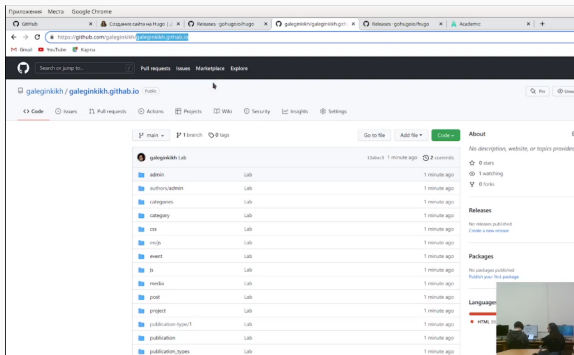 Приложения Места Google Chrome
GitHub
Создание сайта на Hugo |
Releases · gohugoio/hugo
galeginkikh/galeginkikh.gith
Releases · gohugoio/hugo
Academic
https://github.com/galeginkikh/galeginkikh.githab.io
Gmail YouTube Карты
Search or jump to... / Pull requests Issues Marketplace Explore
galeginkikh / galeginkikh.githab.io Public
Pin
<> Code Issues Pull requests Actions Projects Wiki Security Insights Settings
main 1 branch 0 tags Go to file Add file Code
About
No description, website, or topics provided
galeginkikh Lab 1 minute ago 2 commits
0 stars
1 watching
0 forks
admin Lab 1 minute ago
authors/admin Lab 1 minute ago
categories Lab 1 minute ago
category Lab 1 minute ago
css Lab 1 minute ago
en/js Lab 1 minute ago
event Lab 1 minute ago
js Lab 1 minute ago
media Lab 1 minute ago
post Lab 1 minute ago
project Lab 1 minute ago
publication-type/1 Lab 1 minute ago
publication Lab 1 minute ago
publication_types Lab 1 minute ago
Releases
No releases published
Create a new release
Packages
No packages published
Publish your first package
Languages
HTML